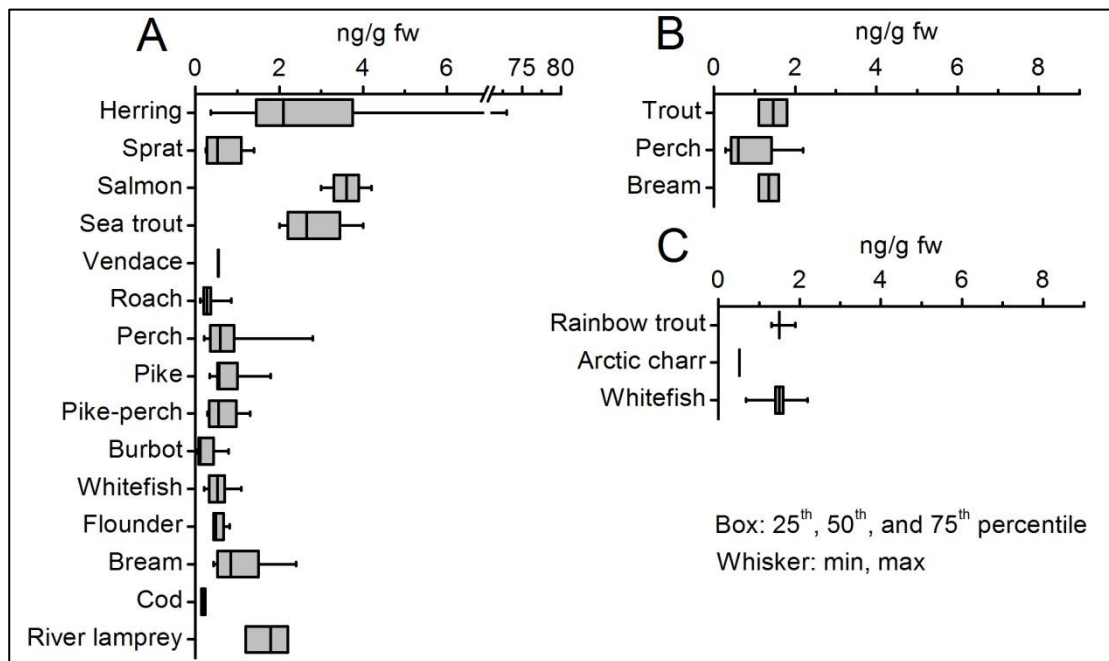 A
ng/g fw
0 2 4 6 75 80
Herring
Sprat
Salmon
Sea trout
Vendace
Roach
Perch
Pike
Pike-perch
Burbot
Whitefish
Flounder
Bream
Cod
River lamprey
B
ng/g fw
0 2 4 6 8
Trout
Perch
Bream
C
ng/g fw
0 2 4 6 8
Rainbow trout
Arctic charr
Whitefish
Box: 25th, 50th, and 75th percentile
Whisker: min, max